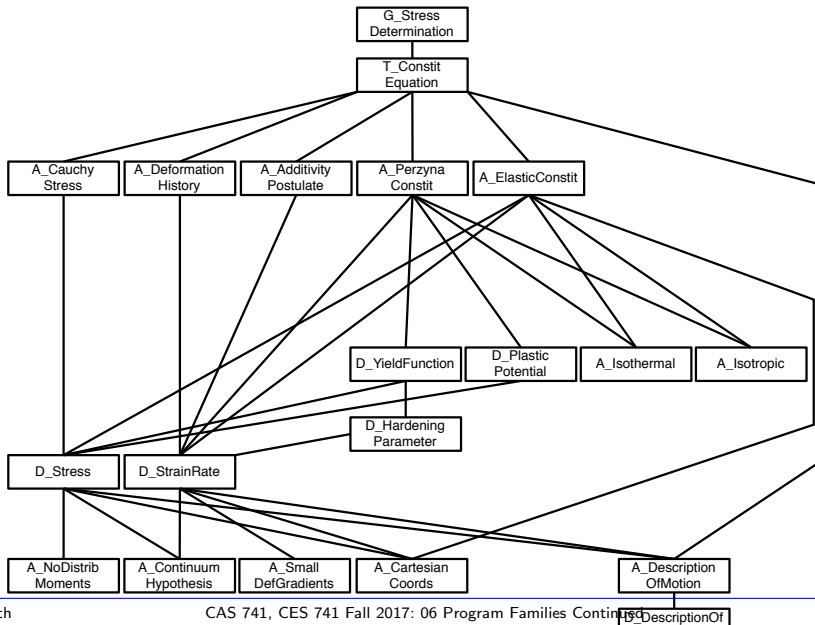 G_Stress
Determination
T_Constit
Equation
A_Cauchy
Stress
A_Deformation
History
A_Additivity
Postulate
A_Perzyna
Constit
A_ElasticConstit
D_YieldFunction
D_Plastic
Potential
A_Isothermal
A_Isotropic
D_Hardening
Parameter
D_Stress
D_StrainRate
A_NoDistrib
Moments
A_Continuum
Hypothesis
A_Small
DefGradients
A_Cartesian
Coords
A_Description
OfMotion
ch
CAS 741, CES 741 Fall 2017: 06 Program Families Continued
D_DescriptionOf